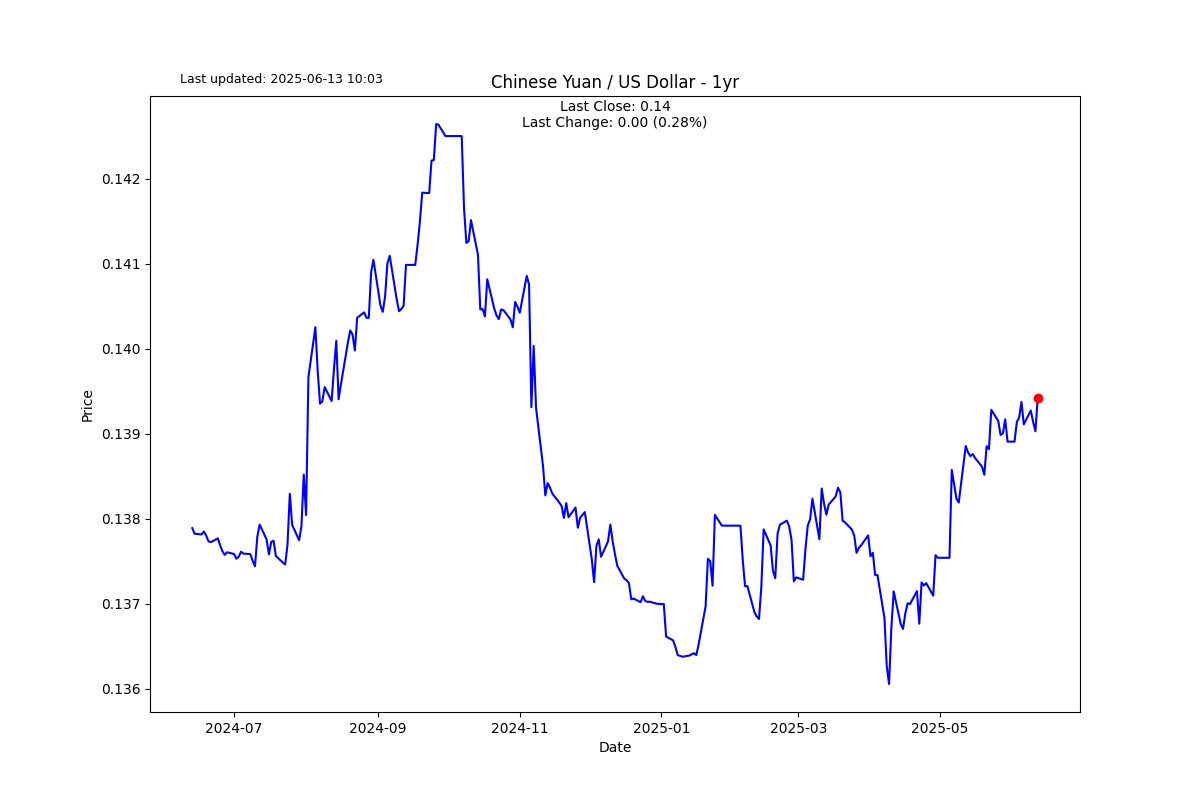 Last updated: 2025-06-13 10:03
Chinese Yuan / US Dollar - 1yr
Last Close: 0.14
Last Change: 0.00 (0.28%)
Price
0.142
0.141
0.140
0.139
0.138
0.137
0.136
2024-07
2024-09
2024-11
2025-01
2025-03
2025-05
Date